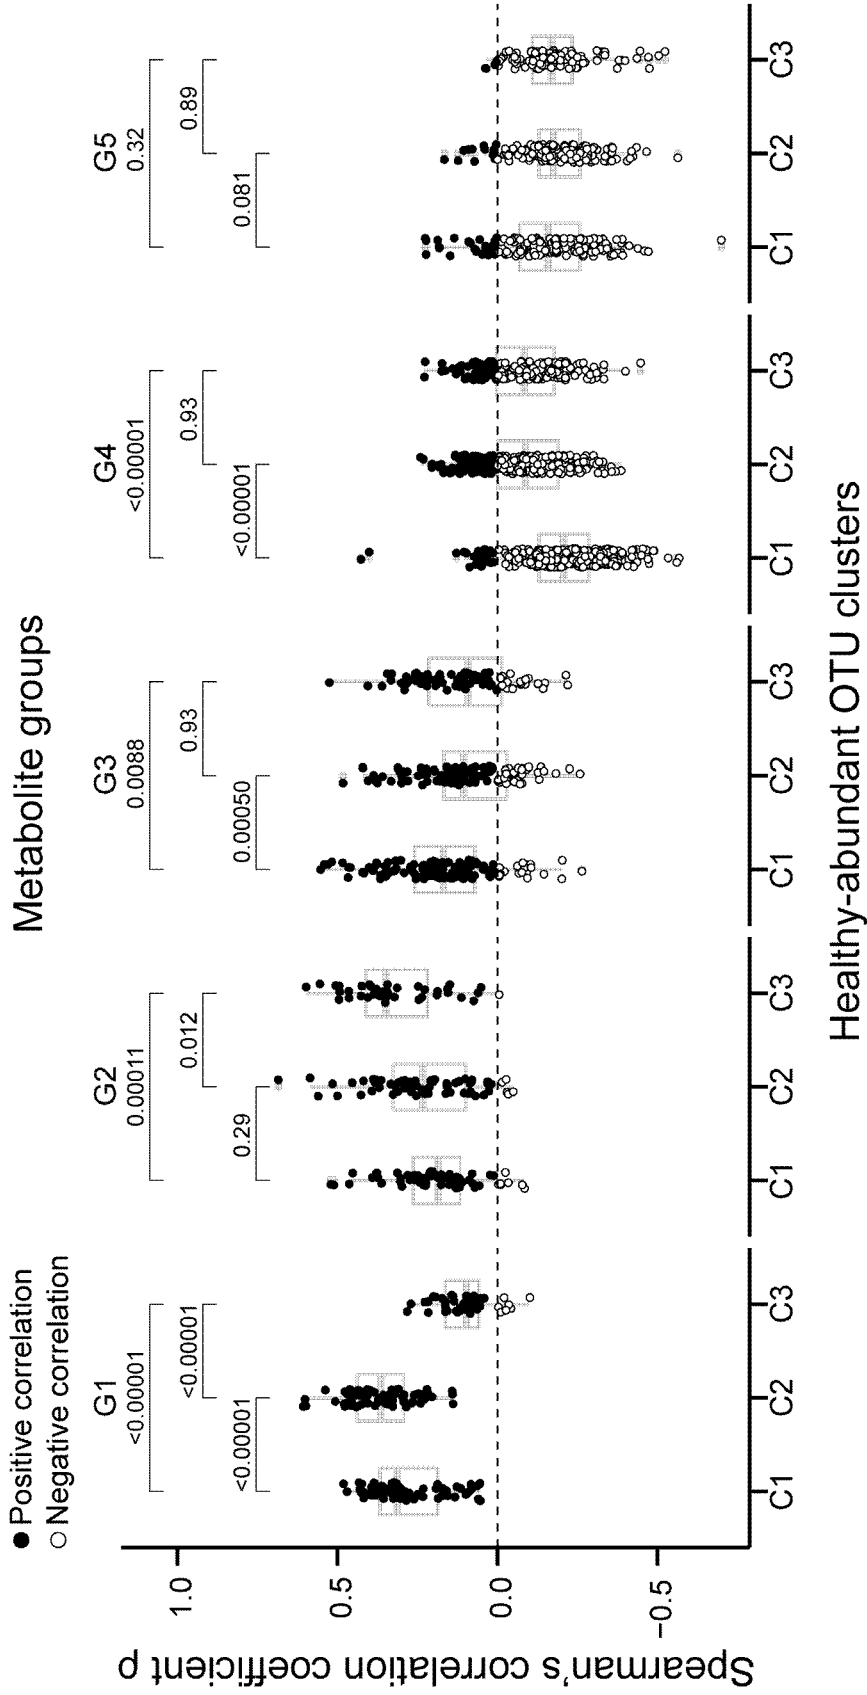 Metabolite groups
● Positive correlation
○ Negative correlation
G1 G2 G3 G4 G5
<0.00001 0.00011 0.0088 <0.00001 0.32
<0.00001 0.012 0.93 0.93 0.89
<0.00001 0.29 0.00050 <0.00001 0.081
Spearman's correlation coefficient ρ
1.0
0.5
0.0
−0.5
C1 C2 C3 C1 C2 C3 C1 C2 C3 C1 C2 C3 C1 C2 C3
Healthy-abundant OTU clusters